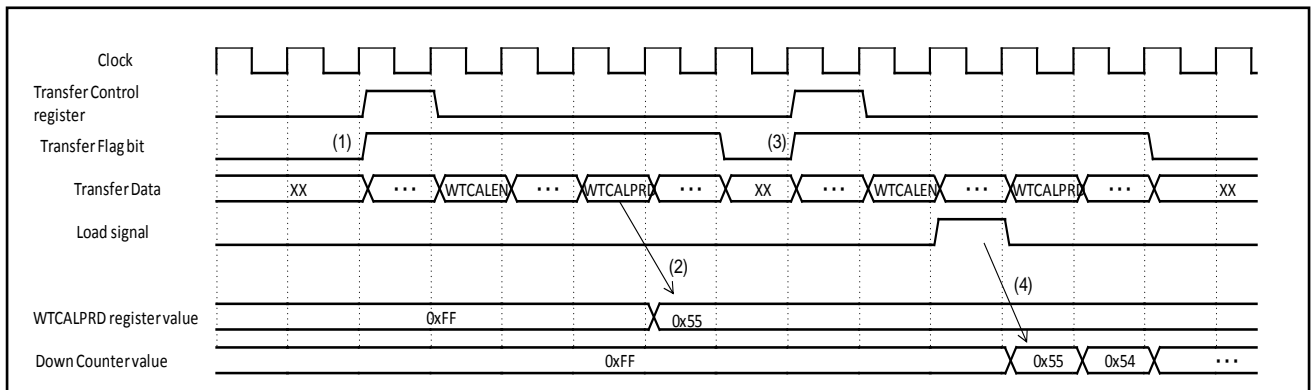 Clock
Transfer Control
register
Transfer Flag bit
(1)
(3)
Transfer Data
XX ··· WTCALEN ··· WTCALPRD ··· XX ··· WTCALEN ··· WTCALPRD ··· XX
Load signal
(2)
(4)
WTCALPRD register value
0xFF 0x55
Down Counter value
0xFF 0x55 0x54 ···